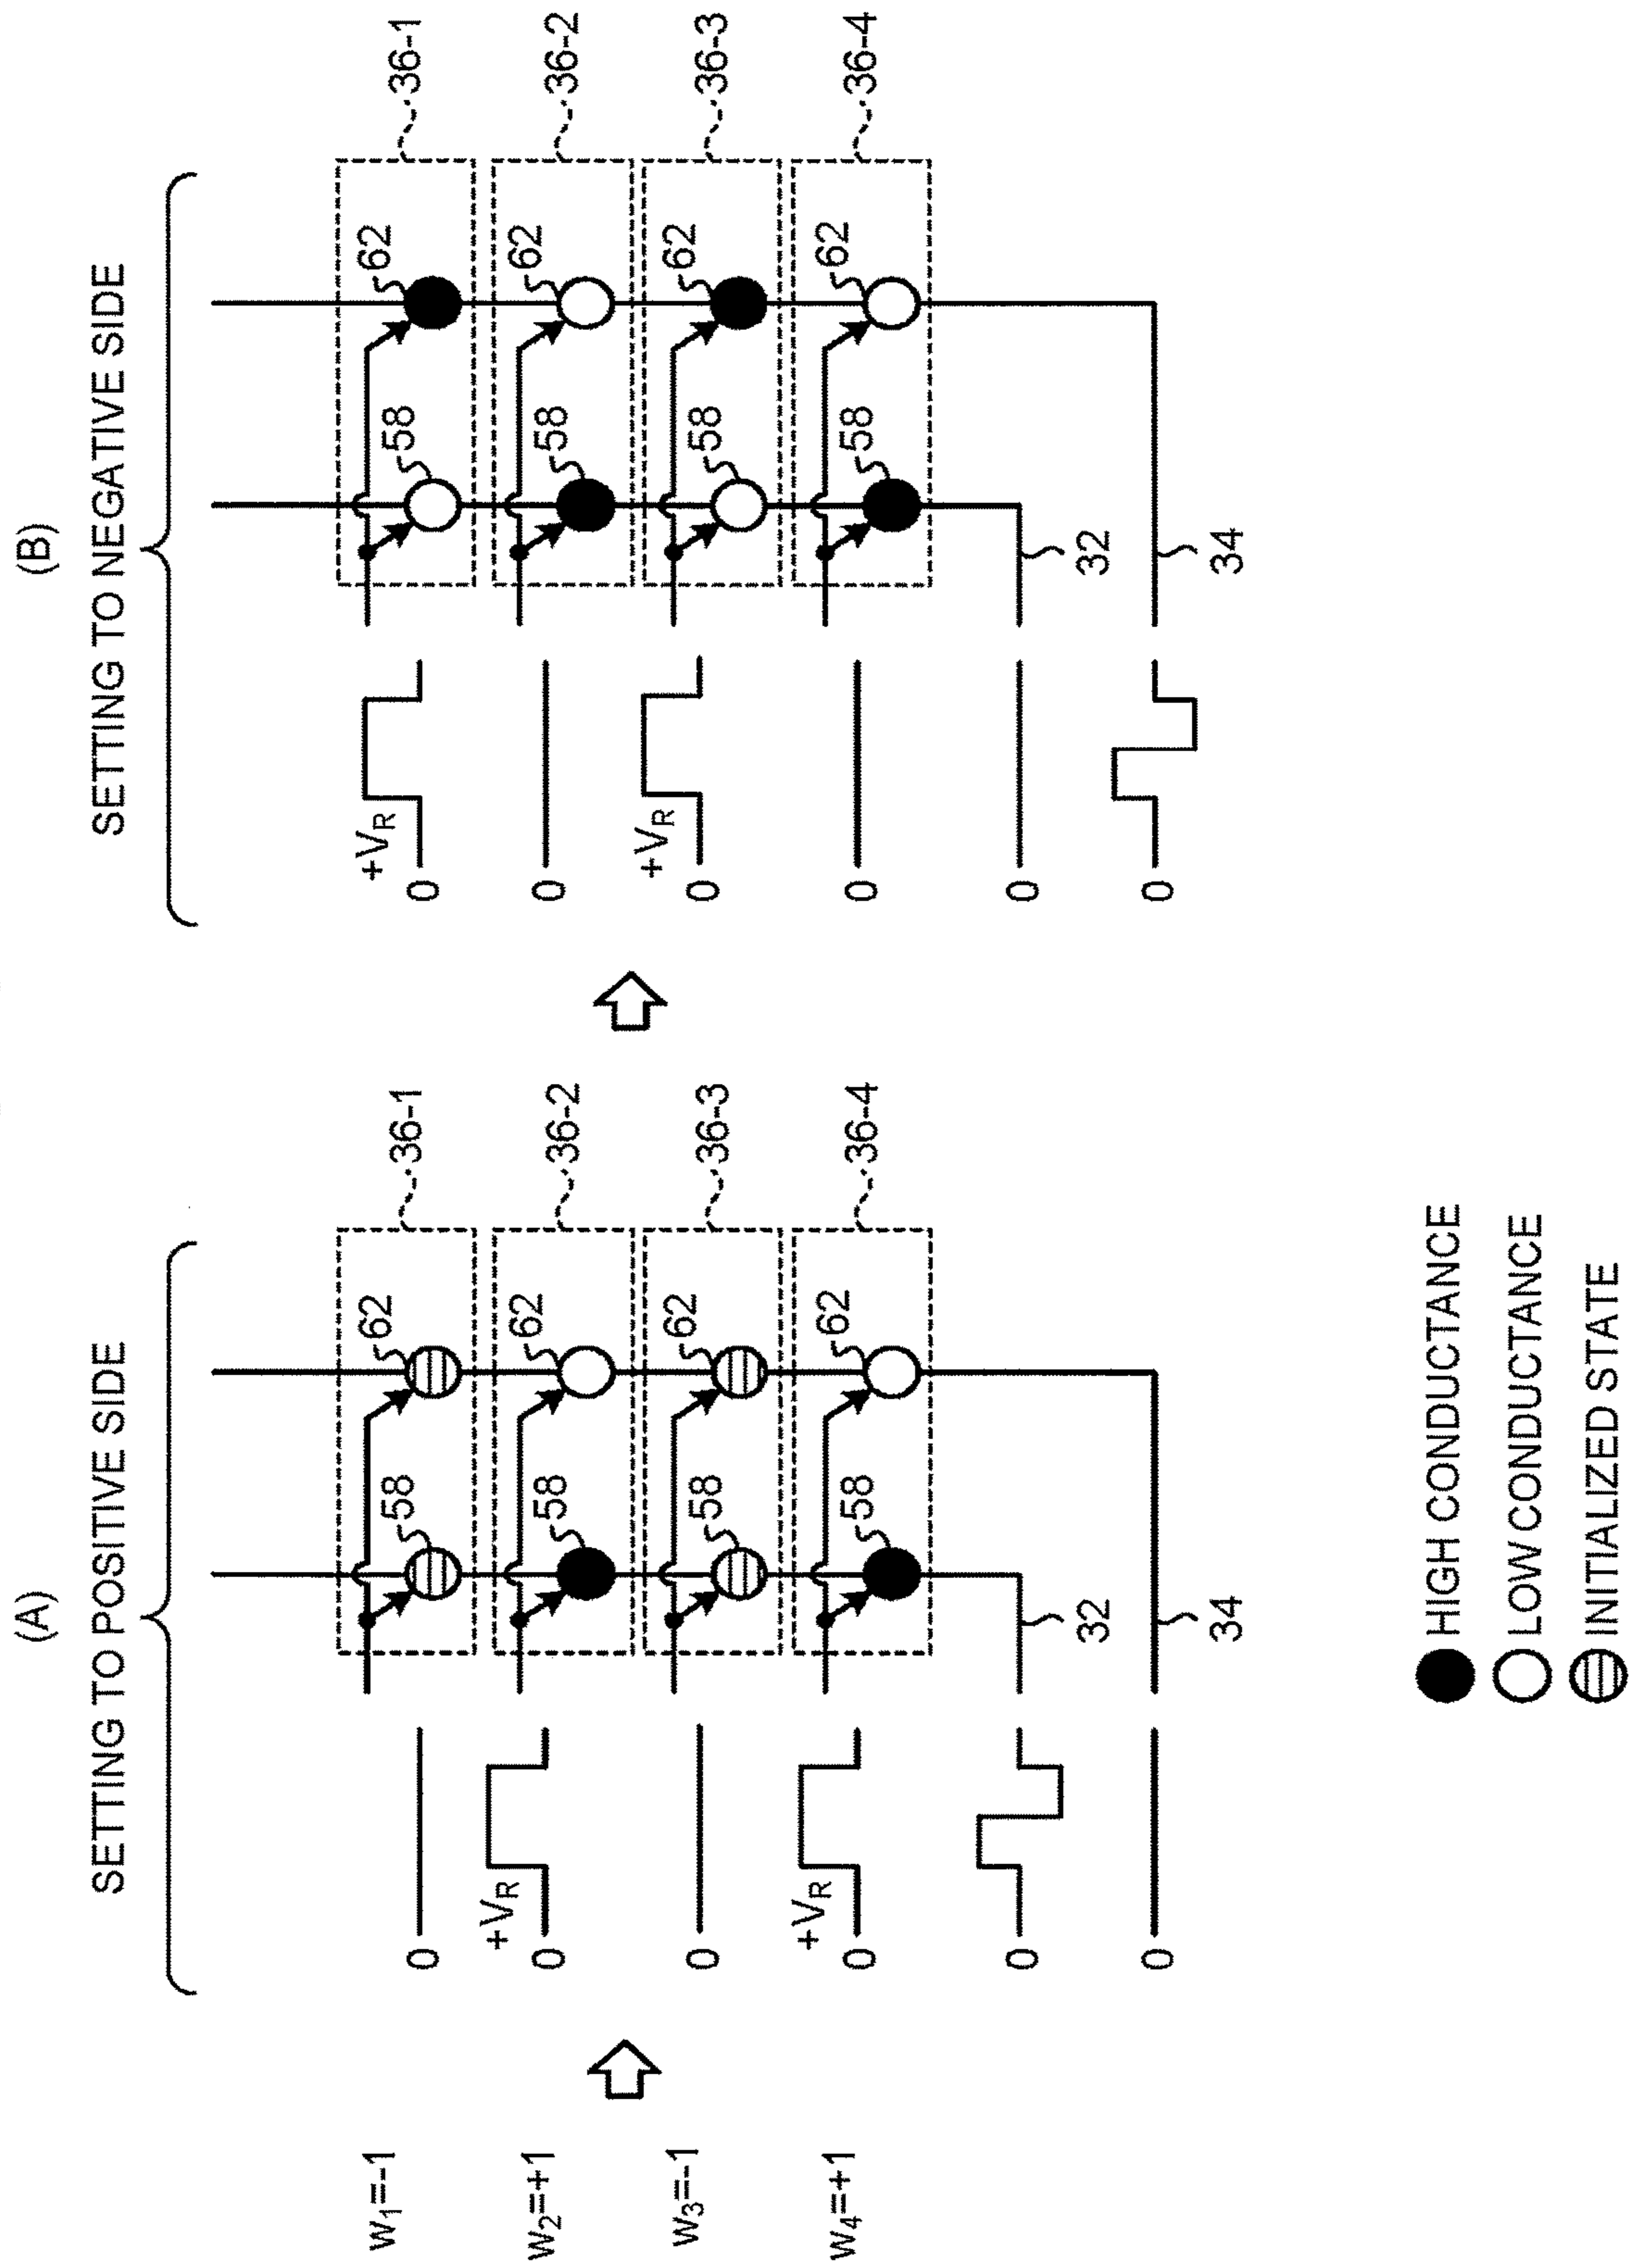 (A)
SETTING TO POSITIVE SIDE
w1=-1
w2=+1
w3=-1
w4=+1
0
+VR
0
0
+VR
0
0
0
58
62
36-1
58
62
36-2
58
62
36-3
58
62
36-4
32
34
(B)
SETTING TO NEGATIVE SIDE
+VR
0
0
+VR
0
0
0
0
58
62
36-1
58
62
36-2
58
62
36-3
58
62
36-4
32
34
HIGH CONDUCTANCE
LOW CONDUCTANCE
INITIALIZED STATE